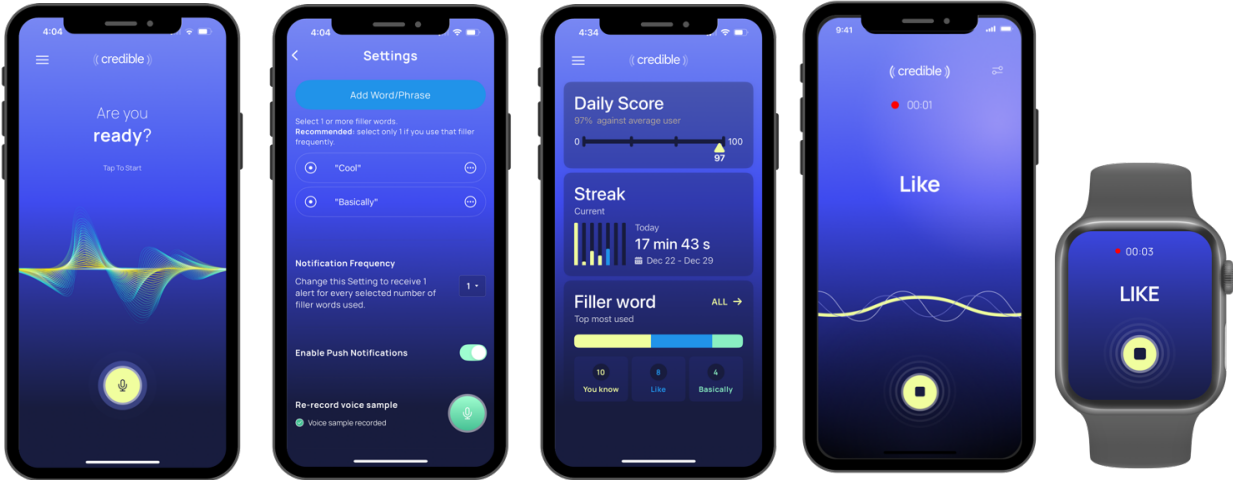 4:04
(( credible ))
Are you
ready?
Tap To Start
4:04
Settings
Add Word/Phrase
Select 1 or more filler words.
Recommended: select only 1 if you use that filler
frequently.
"Cool"
"Basically"
Notification Frequency
Change this Setting to receive 1
alert for every selected number of
filler words used.
1
Enable Push Notifications
Re-record voice sample
Voice sample recorded
4:34
(( credible ))
Daily Score
97% against average user
0
100
97
Streak
Current
Today
17 min 43 s
Dec 22 - Dec 29
Filler word
ALL →
Top most used
10
You know
8
Like
4
Basically
9:41
(( credible ))
00:01
Like
00:03
LIKE